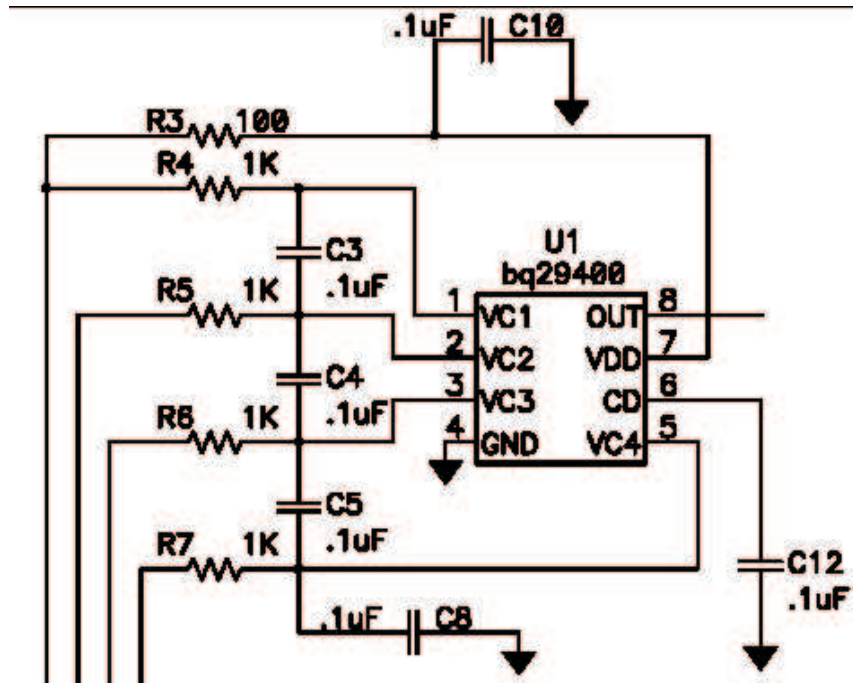 .1uF C10
R3 100
R4 1K
U1
bq29400
C3
.1uF
R5 1K
1 VC1 OUT 8
2 VC2 VDD 7
C4
.1uF
3 VC3 CD 6
R6 1K
4 GND VC4 5
C5
.1uF
R7 1K
C12
.1uF
.1uF C8